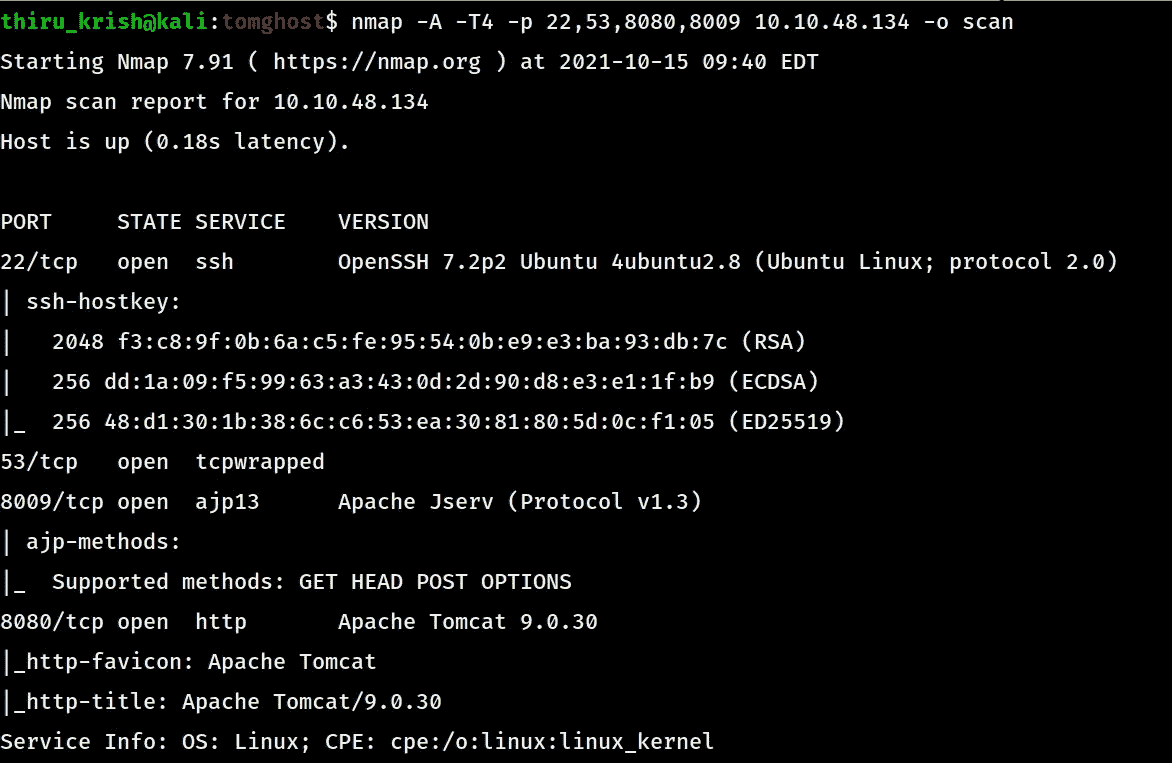 thiru_krish@kali:tomghost$ nmap -A -T4 -p 22,53,8080,8009 10.10.48.134 -o scan
Starting Nmap 7.91 ( https://nmap.org ) at 2021-10-15 09:40 EDT
Nmap scan report for 10.10.48.134
Host is up (0.18s latency).

PORT     STATE SERVICE    VERSION
22/tcp   open  ssh        OpenSSH 7.2p2 Ubuntu 4ubuntu2.8 (Ubuntu Linux; protocol 2.0)
| ssh-hostkey:
|   2048 f3:c8:9f:0b:6a:c5:fe:95:54:0b:e9:e3:ba:93:db:7c (RSA)
|   256 dd:1a:09:f5:99:63:a3:43:0d:2d:90:d8:e3:e1:1f:b9 (ECDSA)
|_  256 48:d1:30:1b:38:6c:c6:53:ea:30:81:80:5d:0c:f1:05 (ED25519)
53/tcp   open  tcpwrapped
8009/tcp open  ajp13      Apache Jserv (Protocol v1.3)
| ajp-methods:
|_  Supported methods: GET HEAD POST OPTIONS
8080/tcp open  http       Apache Tomcat 9.0.30
|_http-favicon: Apache Tomcat
|_http-title: Apache Tomcat/9.0.30
Service Info: OS: Linux; CPE: cpe:/o:linux:linux_kernel